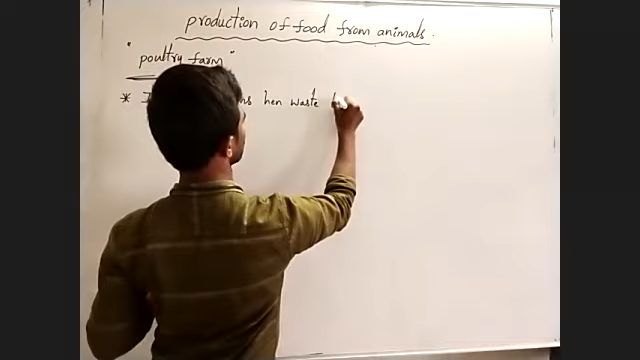 production of food from animals.
"poultry farm"
* hen waste